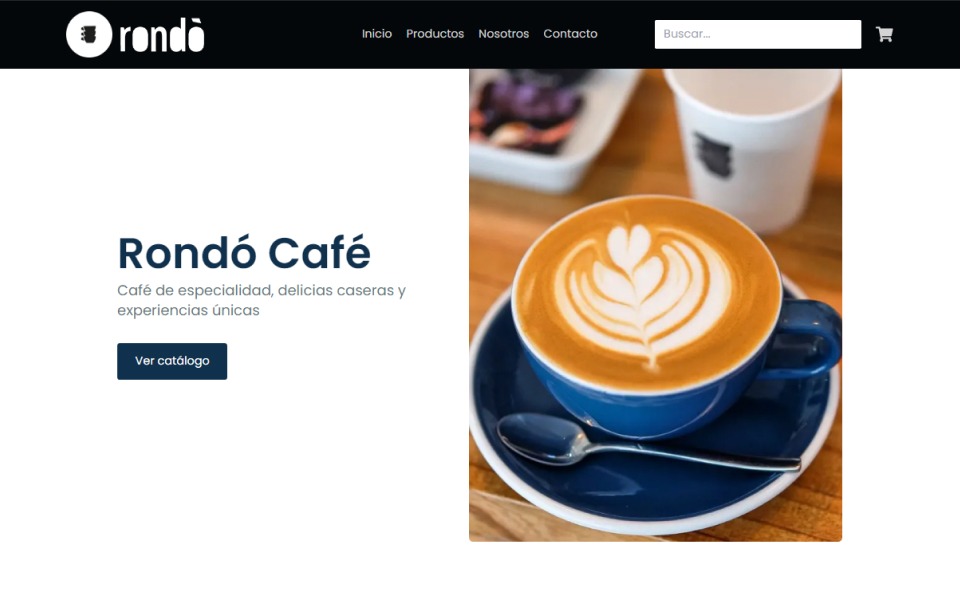 rondò
Inicio Productos Nosotros Contacto
Buscar...
Rondó Café
Café de especialidad, delicias caseras y
experiencias únicas
Ver catálogo